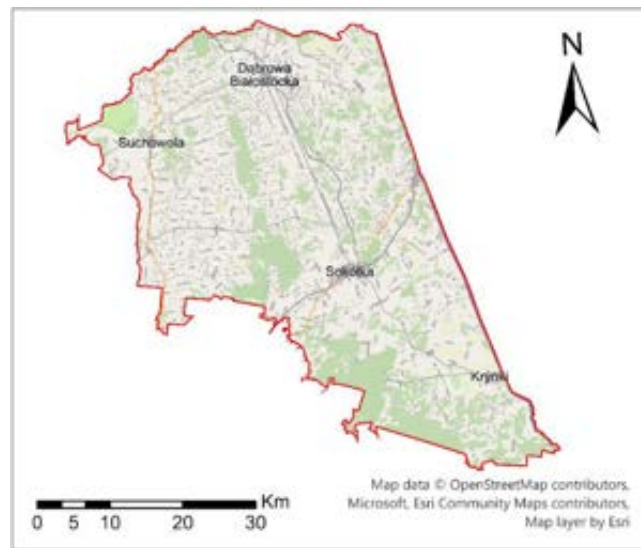 N
Dąbrowa
Białostocka
Suchowola
Sokółka
Krynki
Km
0 5 10 20 30
Map data © OpenStreetMap contributors,
Microsoft, Esri Community Maps contributors,
Map layer by Esri